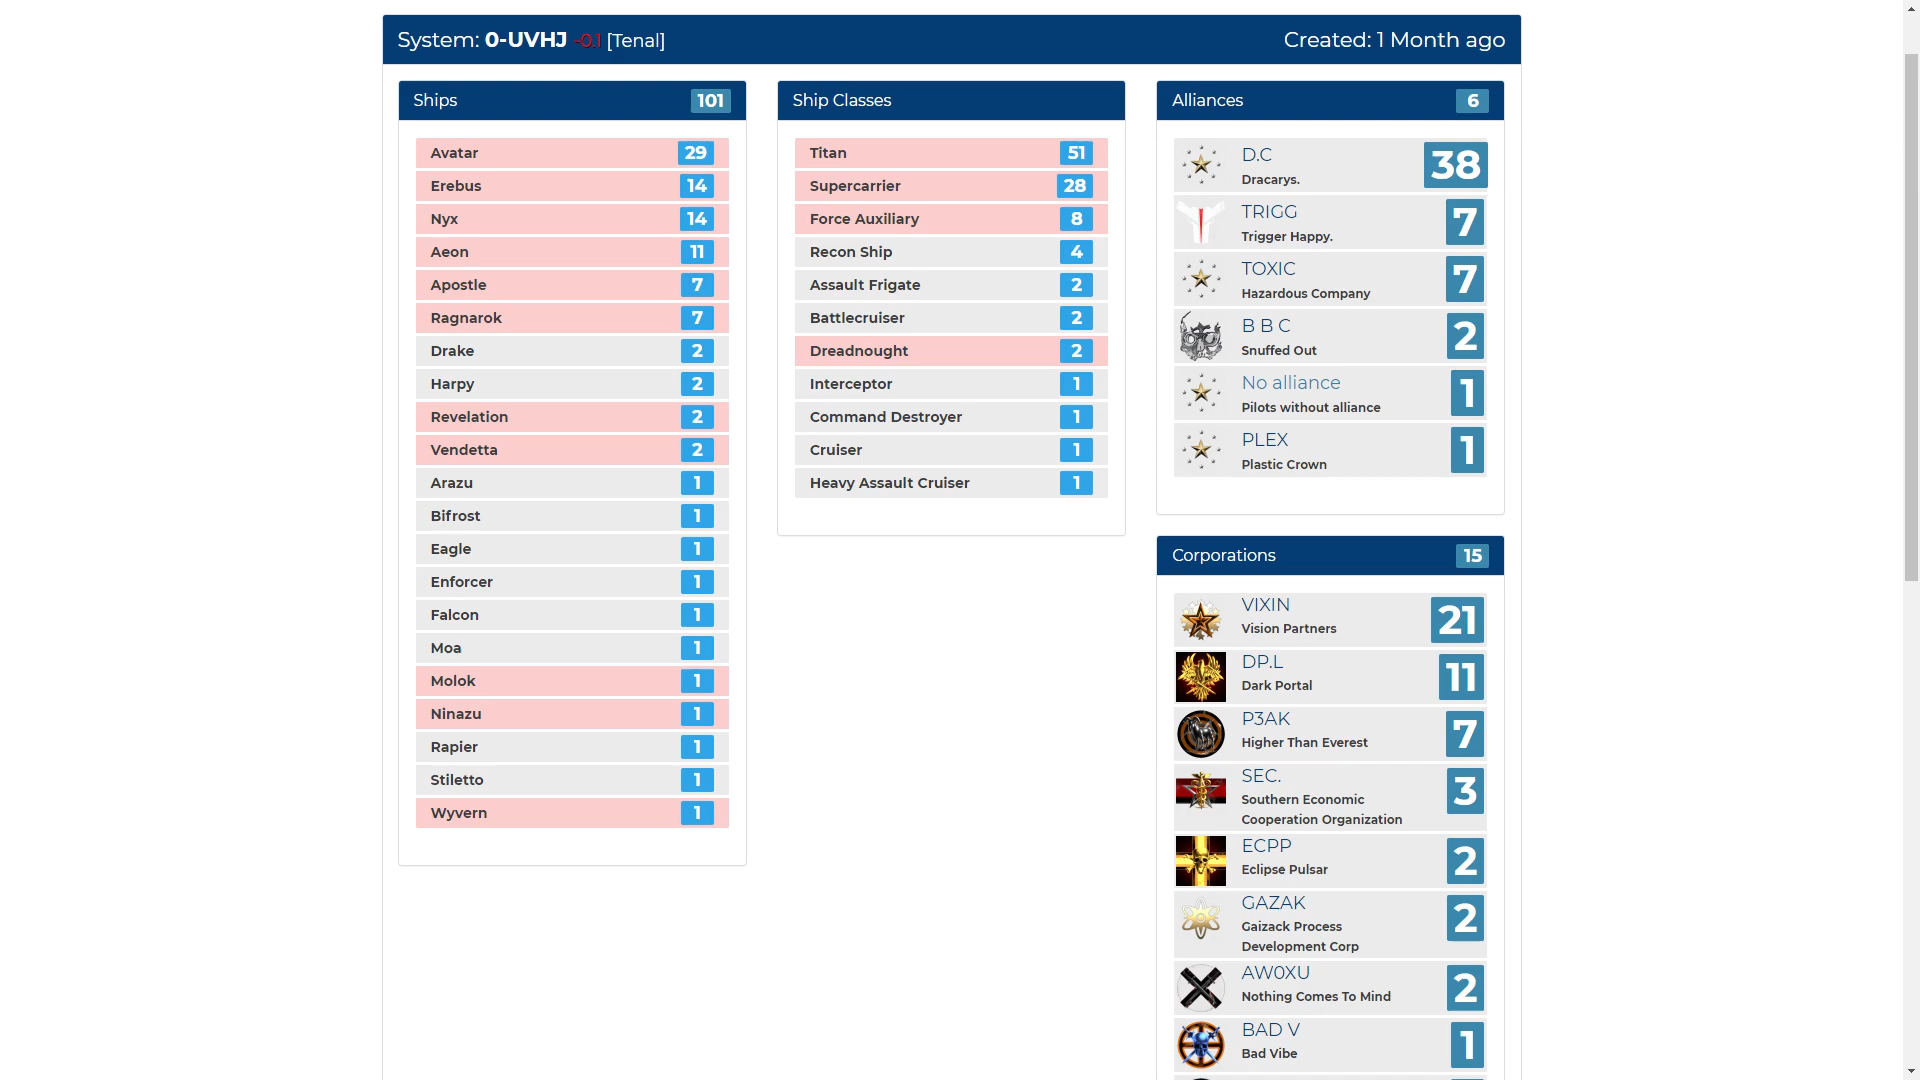 System: 0-UVHJ -0.1 [Tenal]
Created: 1 Month ago
Ships 101
Avatar 29
Erebus 14
Nyx 14
Aeon 11
Apostle 7
Ragnarok 7
Drake 2
Harpy 2
Revelation 2
Vendetta 2
Arazu 1
Bifrost 1
Eagle 1
Enforcer 1
Falcon 1
Moa 1
Molok 1
Ninazu 1
Rapier 1
Stiletto 1
Wyvern 1
Ship Classes
Titan 51
Supercarrier 28
Force Auxiliary 8
Recon Ship 4
Assault Frigate 2
Battlecruiser 2
Dreadnought 2
Interceptor 1
Command Destroyer 1
Cruiser 1
Heavy Assault Cruiser 1
Alliances 6
D.C 38
Dracarys.
TRIGG 7
Trigger Happy.
TOXIC 7
Hazardous Company
B B C 2
Snuffed Out
No alliance 1
Pilots without alliance
PLEX 1
Plastic Crown
Corporations 15
VIXIN 21
Vision Partners
DP.L 11
Dark Portal
P3AK 7
Higher Than Everest
SEC. 3
Southern Economic
Cooperation Organization
ECPP 2
Eclipse Pulsar
GAZAK 2
Gaizack Process
Development Corp
AW0XU 2
Nothing Comes To Mind
BAD V 1
Bad Vibe